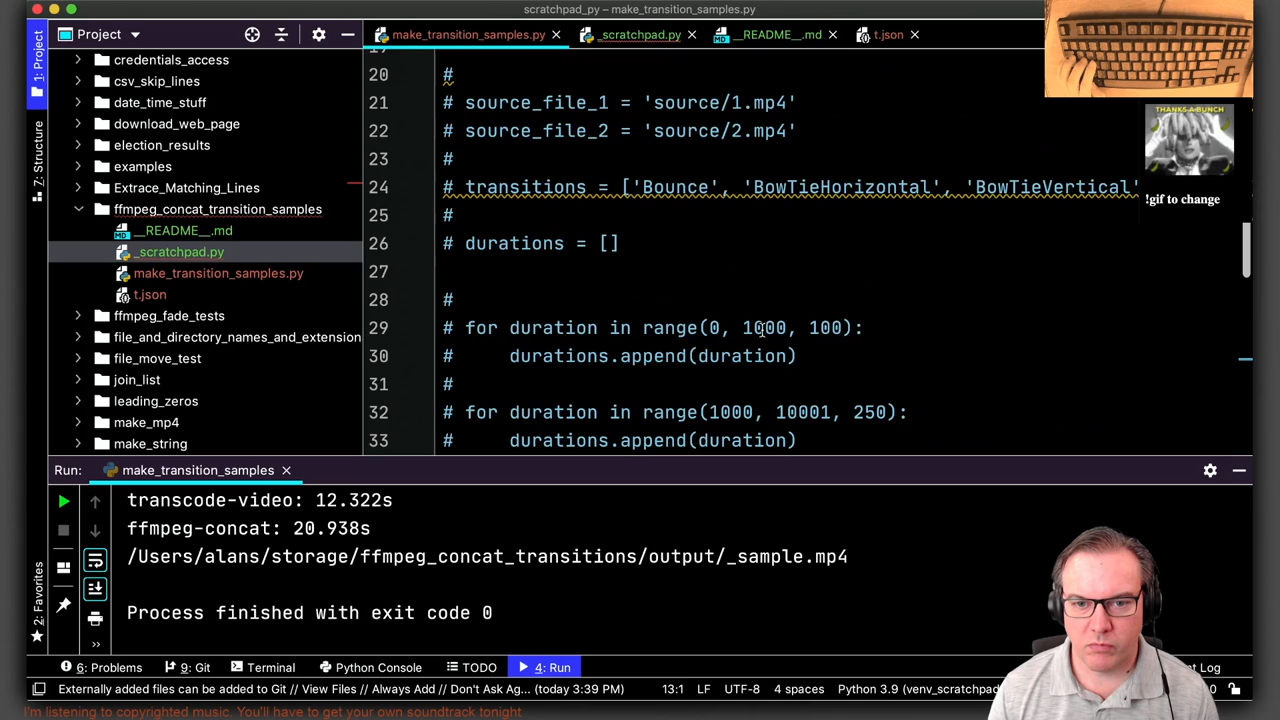 scratchpad_py – make_transition_samples.py
1: Project
7: Structure
2: Favorites
Project
make_transition_samples.py
_scratchpad.py
__README__.md
t.json
credentials_access
csv_skip_lines
date_time_stuff
download_web_page
election_results
examples
Extrace_Matching_Lines
ffmpeg_concat_transition_samples
__README__.md
_scratchpad.py
make_transition_samples.py
t.json
ffmpeg_fade_tests
file_and_directory_names_and_extension
file_move_test
join_list
leading_zeros
make_mp4
make_string
20 #
21 # source_file_1 = 'source/1.mp4'
22 # source_file_2 = 'source/2.mp4'
23 #
24 # transitions = ['Bounce', 'BowTieHorizontal', 'BowTieVertical'
25 #
26 # durations = []
27
28 #
29 # for duration in range(0, 1000, 100):
30 #     durations.append(duration)
31 #
32 # for duration in range(1000, 10001, 250):
33 #     durations.append(duration)
THANKS A BUNCH
!gif to change
Run: make_transition_samples
transcode-video: 12.322s
ffmpeg-concat: 20.938s
/Users/alans/storage/ffmpeg_concat_transitions/output/_sample.mp4
Process finished with exit code 0
6: Problems
9: Git
Terminal
Python Console
TODO
4: Run
t Log
Externally added files can be added to Git // View Files // Always Add // Don't Ask Ag... (today 3:39 PM)
13:1
LF
UTF-8
4 spaces
Python 3.9 (venv_scratchpad
I'm listening to copyrighted music. You'll have to get your own soundtrack tonight